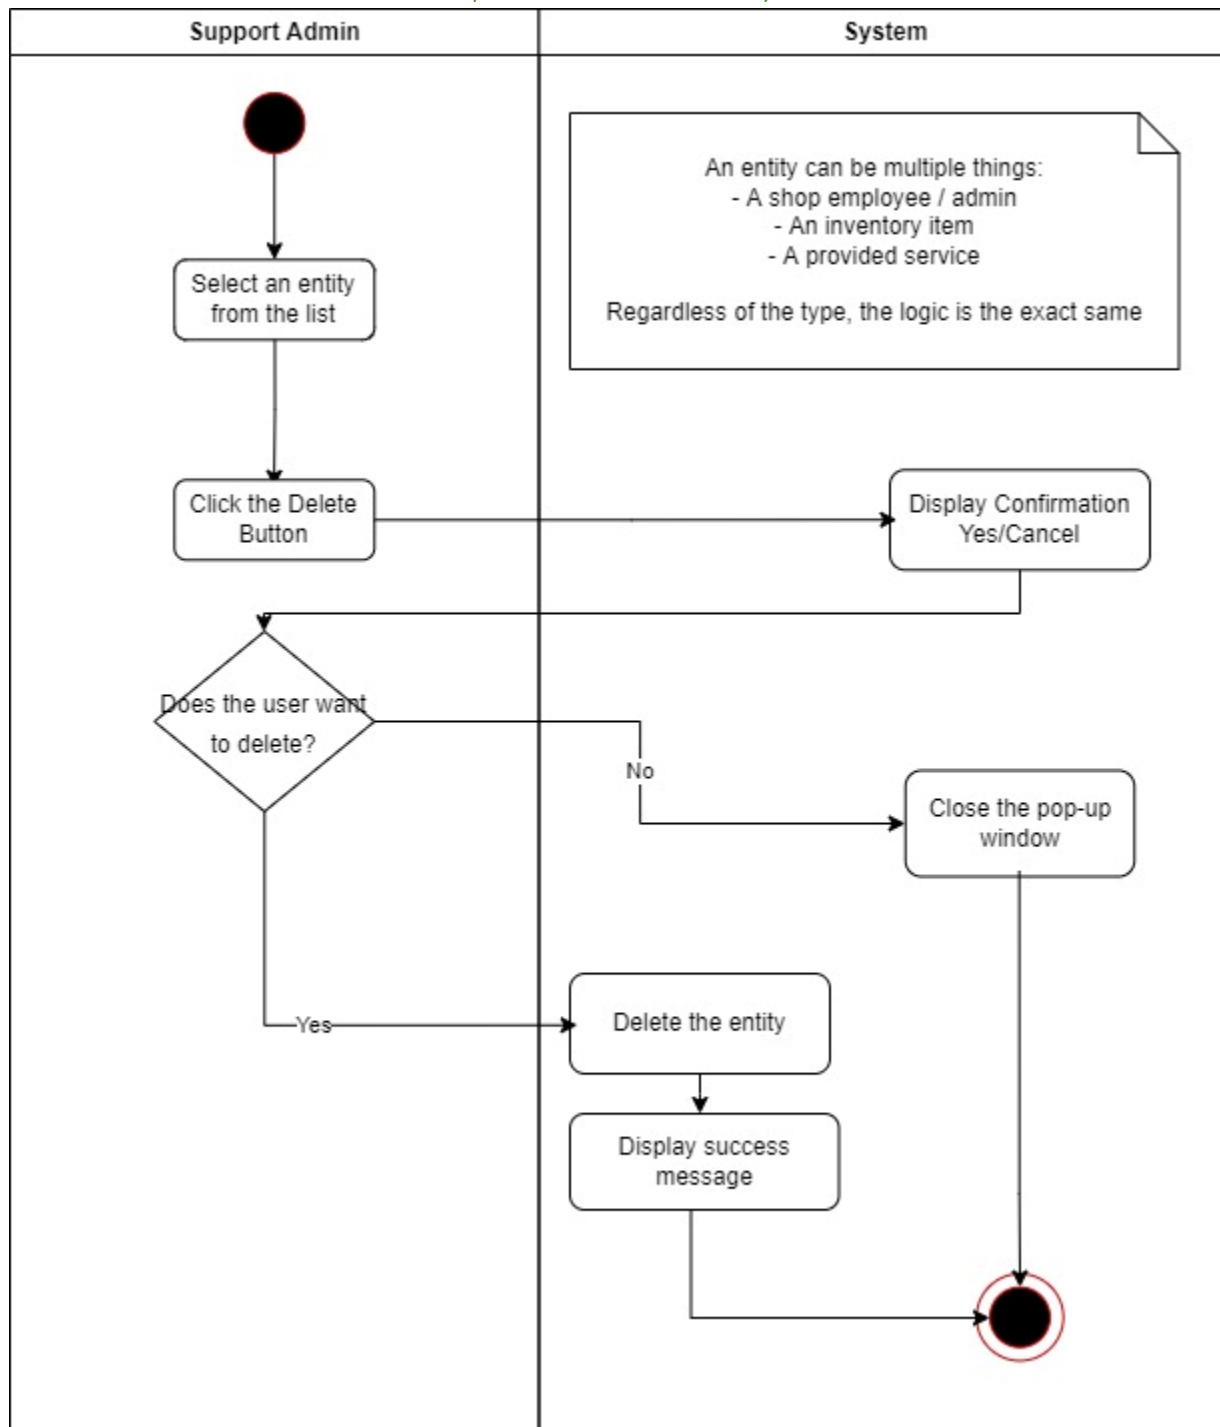 Support Admin
System
An entity can be multiple things:
- A shop employee / admin
- An inventory item
- A provided service
Regardless of the type, the logic is the exact same
Select an entity
from the list
Click the Delete
Button
Display Confirmation
Yes/Cancel
Does the user want
to delete?
No
Close the pop-up
window
Yes
Delete the entity
Display success
message